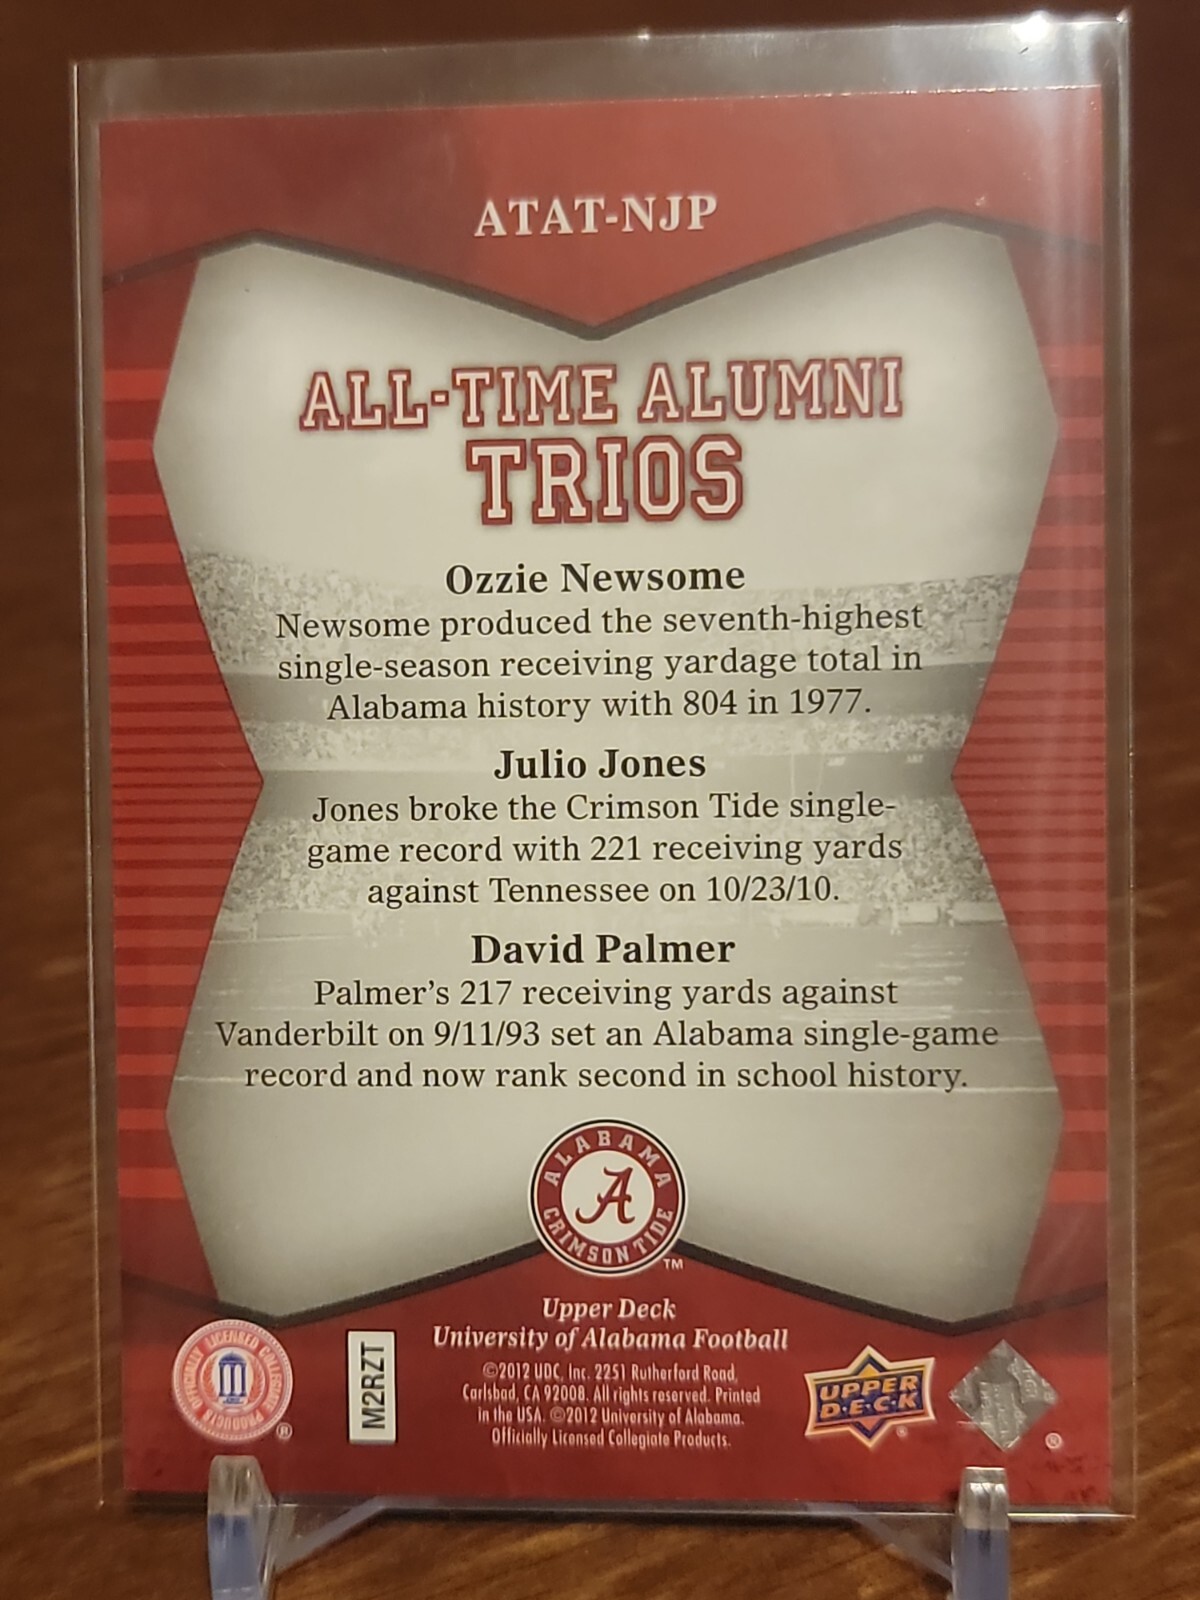 ATAT-NJP
ALL-TIME ALUMNI
TRIOS
Ozzie Newsome
Newsome produced the seventh-highest
single-season receiving yardage total in
Alabama history with 804 in 1977.
Julio Jones
Jones broke the Crimson Tide single-
game record with 221 receiving yards
against Tennessee on 10/23/10.
David Palmer
Palmer's 217 receiving yards against
Vanderbilt on 9/11/93 set an Alabama single-game
record and now rank second in school history.
ALABAMA
A
CRIMSON TIDE
™
Upper Deck
University of Alabama Football
©2012 UDC, Inc. 2251 Rutherford Road,
Carlsbad, CA 92008. All rights reserved. Printed
in the USA. ©2012 University of Alabama.
Officially Licensed Collegiate Products.
OFFICIALLY LICENSED COLLEGIATE PRODUCTS
®
M2RZT
UPPER
D·E·C·K
®
®